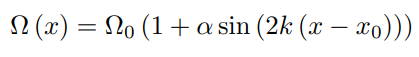 Ω (x) = Ω₀ (1 + α sin (2k (x − x₀)))